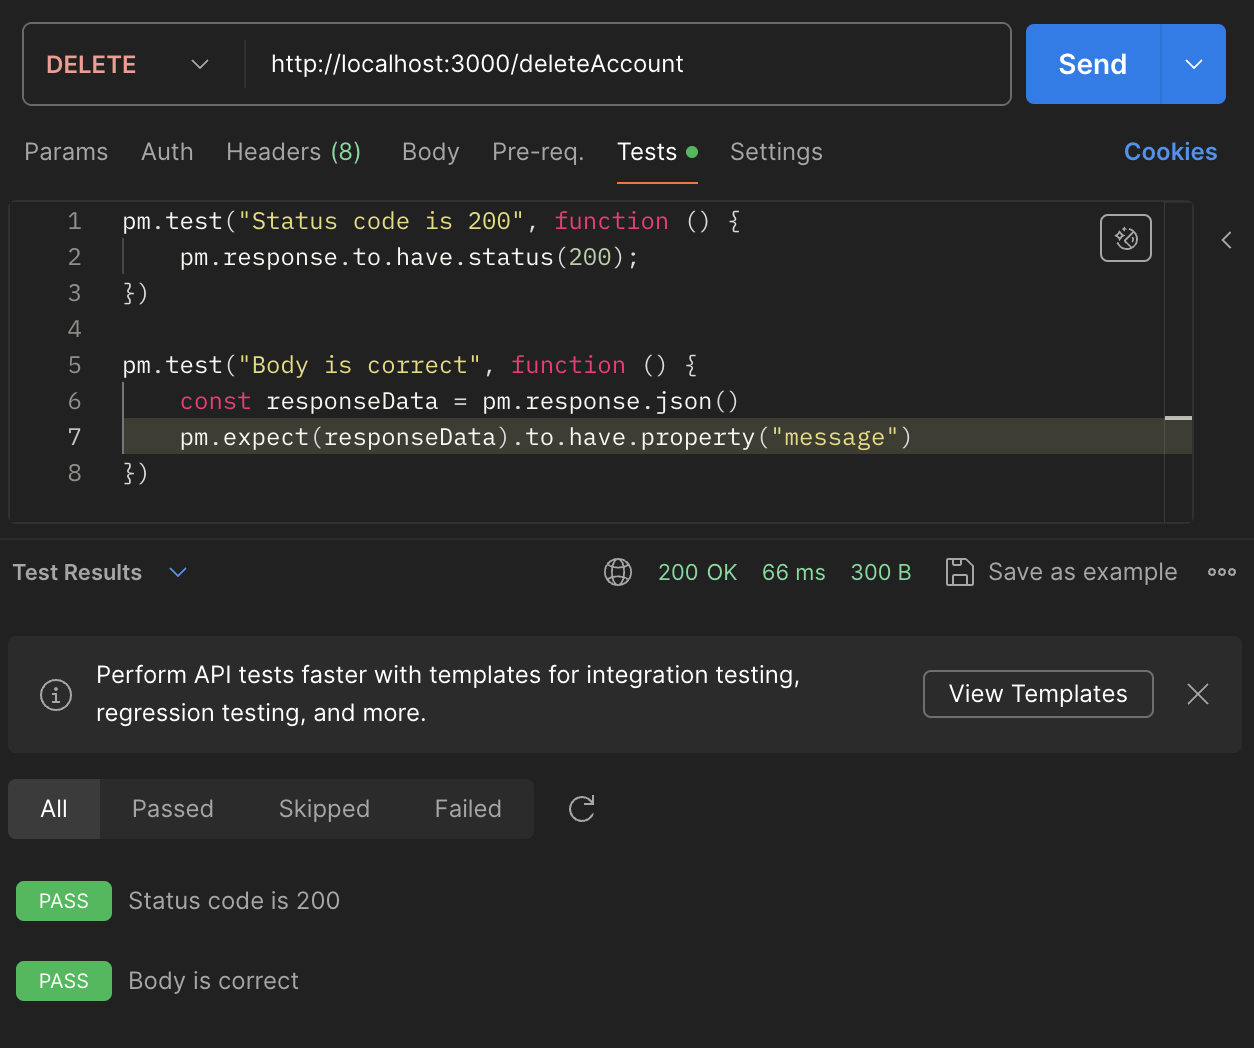 DELETE http://localhost:3000/deleteAccount Send
Params Auth Headers (8) Body Pre-req. Tests Settings Cookies
1 pm.test("Status code is 200", function () {
2     pm.response.to.have.status(200);
3 })
4
5 pm.test("Body is correct", function () {
6     const responseData = pm.response.json()
7     pm.expect(responseData).to.have.property("message")
8 })
Test Results 200 OK 66 ms 300 B Save as example
Perform API tests faster with templates for integration testing,
regression testing, and more.
View Templates
All Passed Skipped Failed
PASS Status code is 200
PASS Body is correct